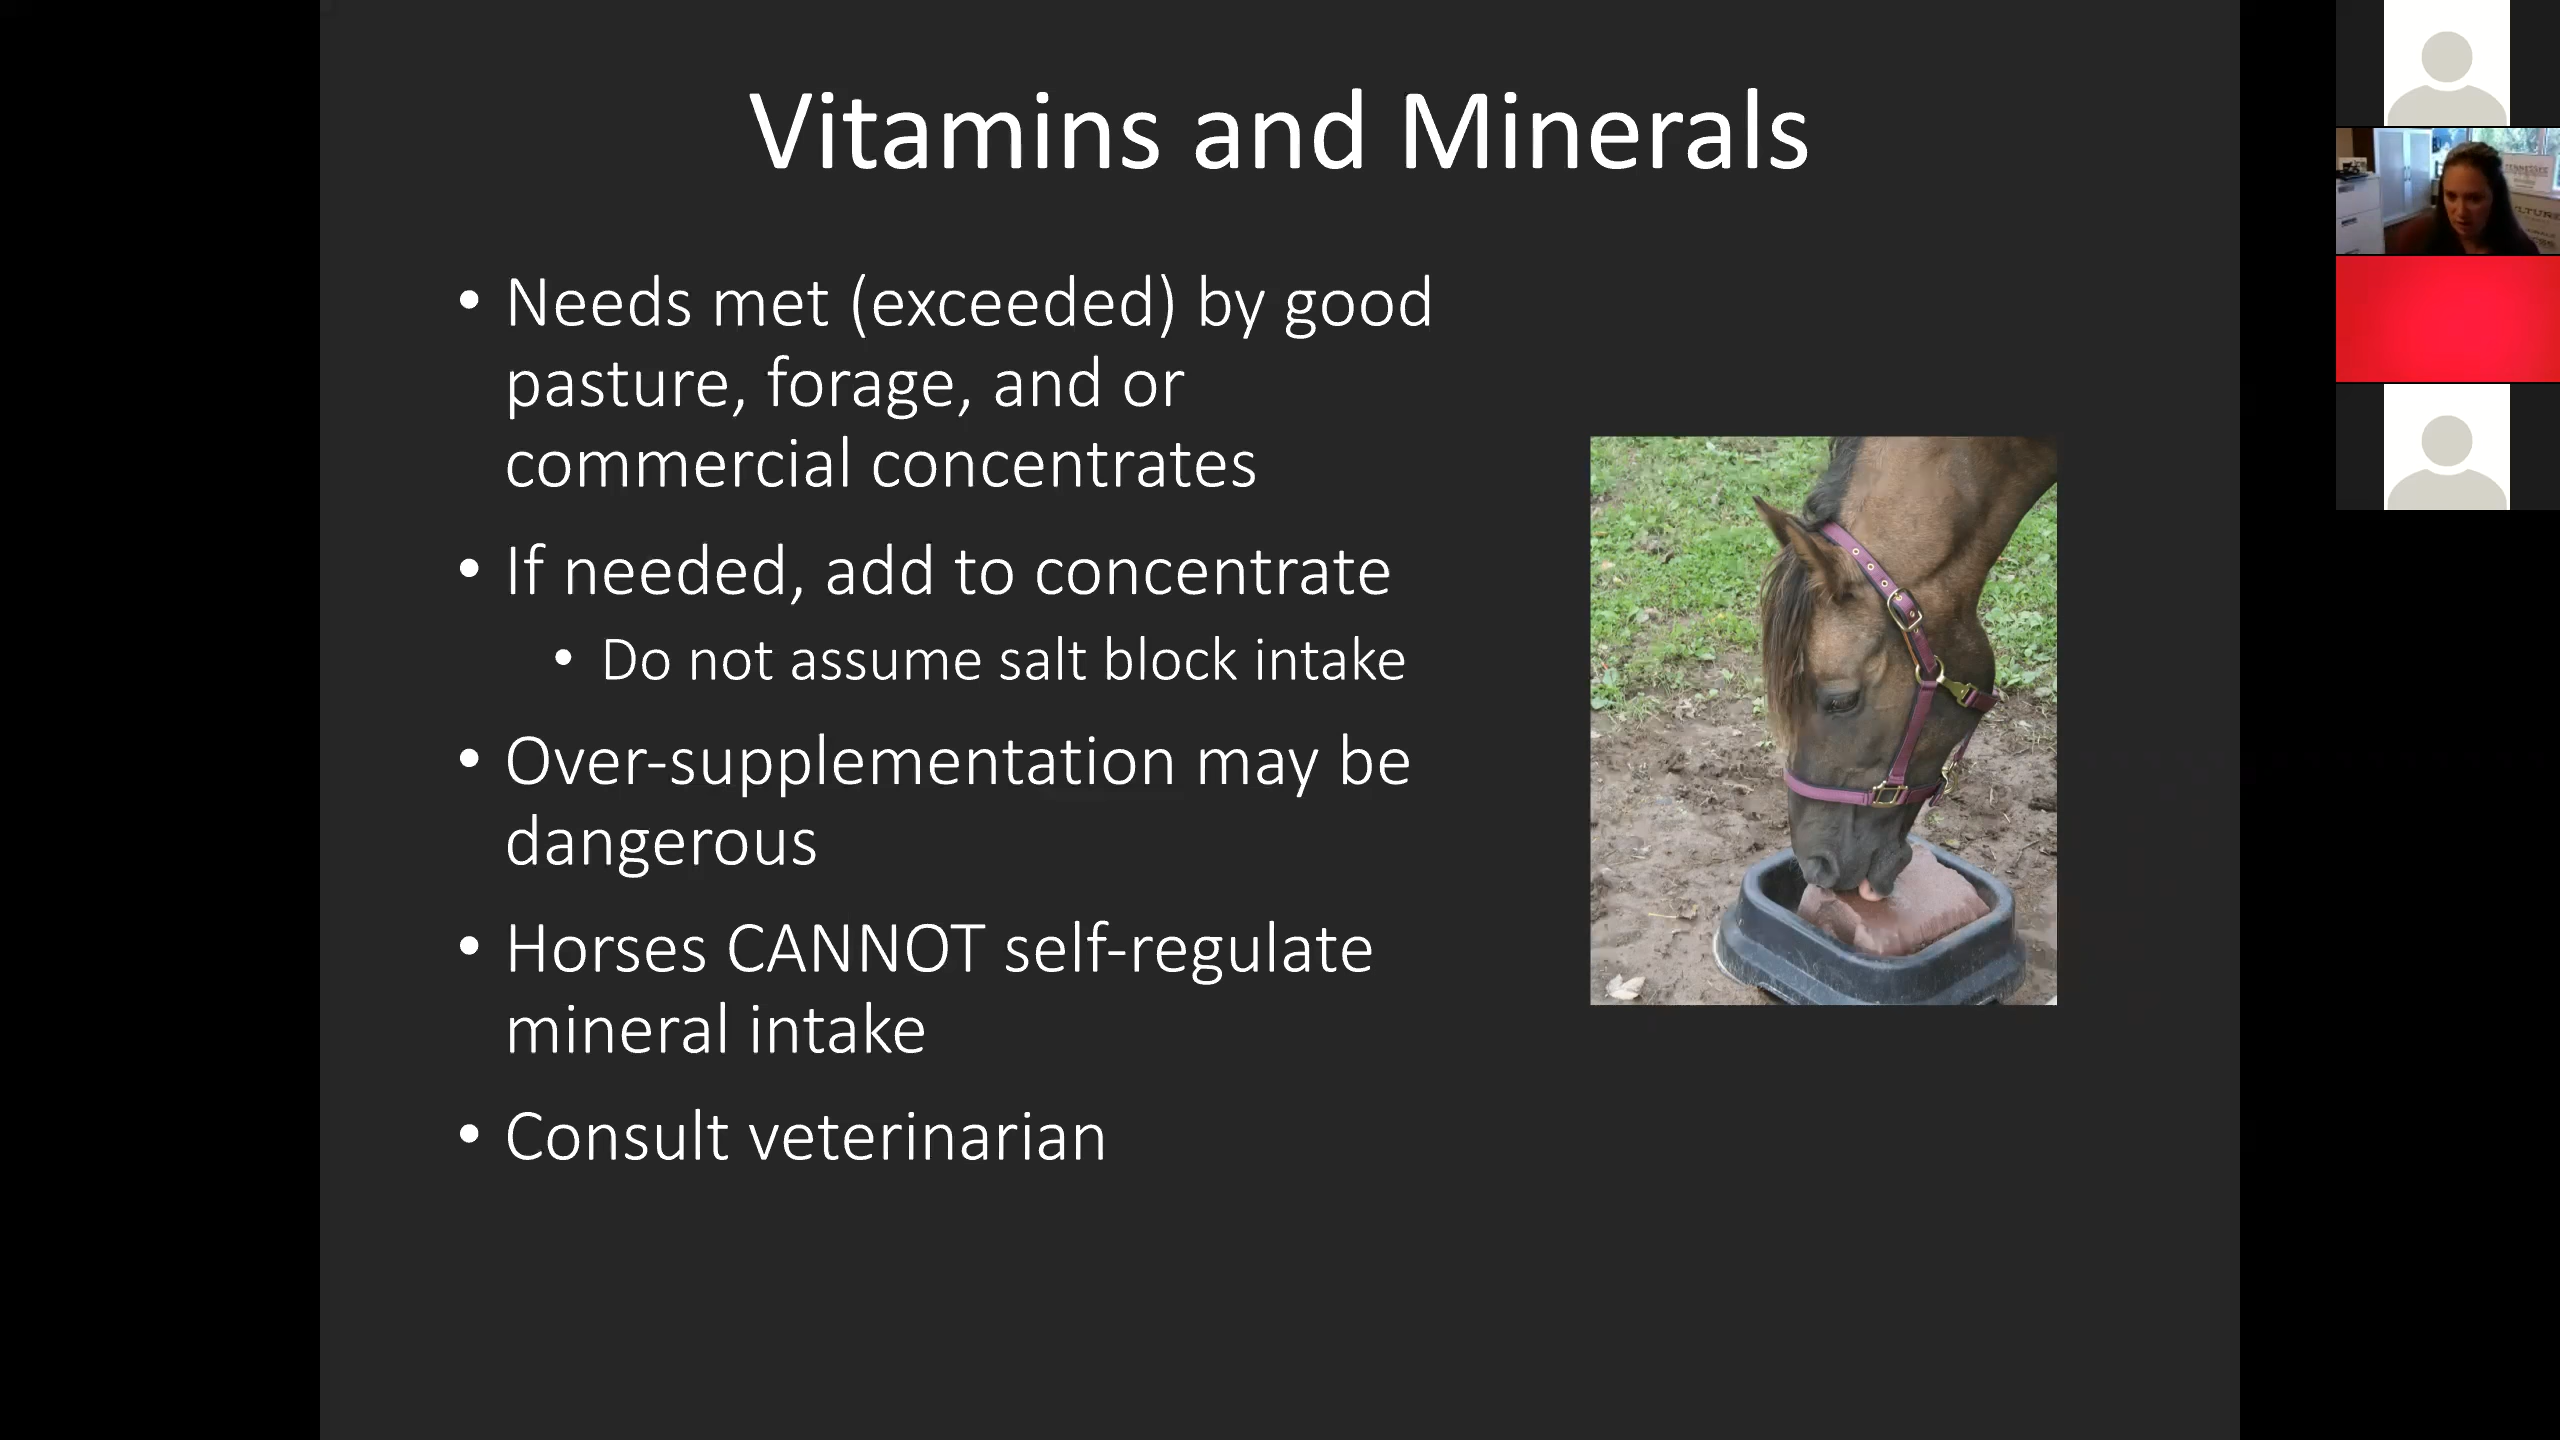 Vitamins and Minerals
• Needs met (exceeded) by good
pasture, forage, and or
commercial concentrates
• If needed, add to concentrate
• Do not assume salt block intake
• Over-supplementation may be
dangerous
• Horses CANNOT self-regulate
mineral intake
• Consult veterinarian
TENNESSEE